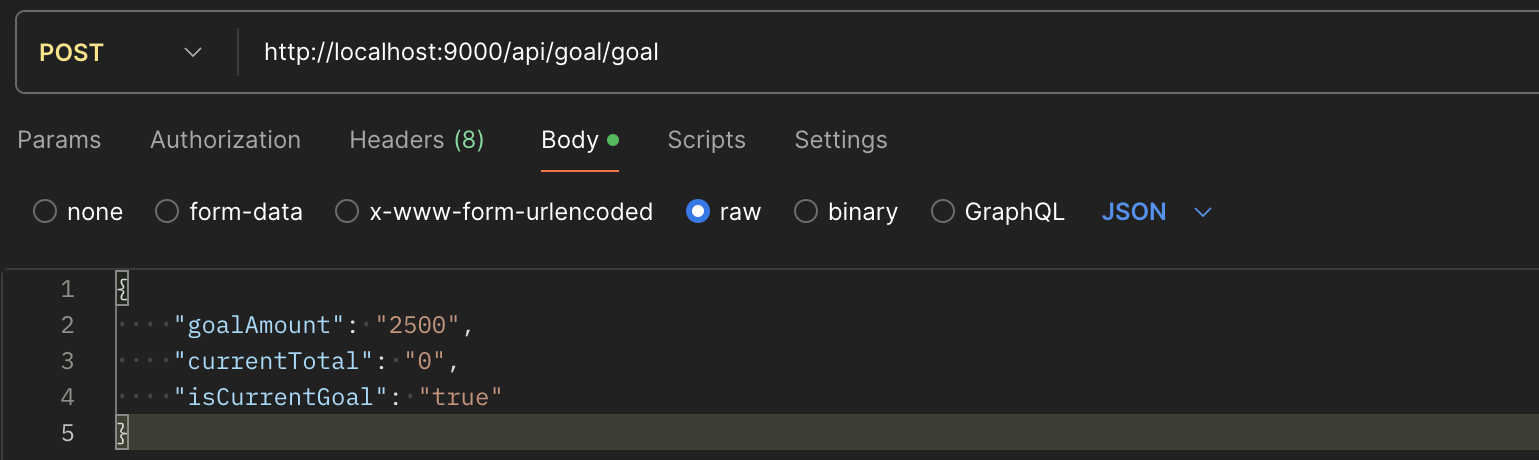 POST http://localhost:9000/api/goal/goal
Params Authorization Headers (8) Body Scripts Settings
none form-data x-www-form-urlencoded raw binary GraphQL JSON
1 {
2 "goalAmount": "2500",
3 "currentTotal": "0",
4 "isCurrentGoal": "true"
5 }